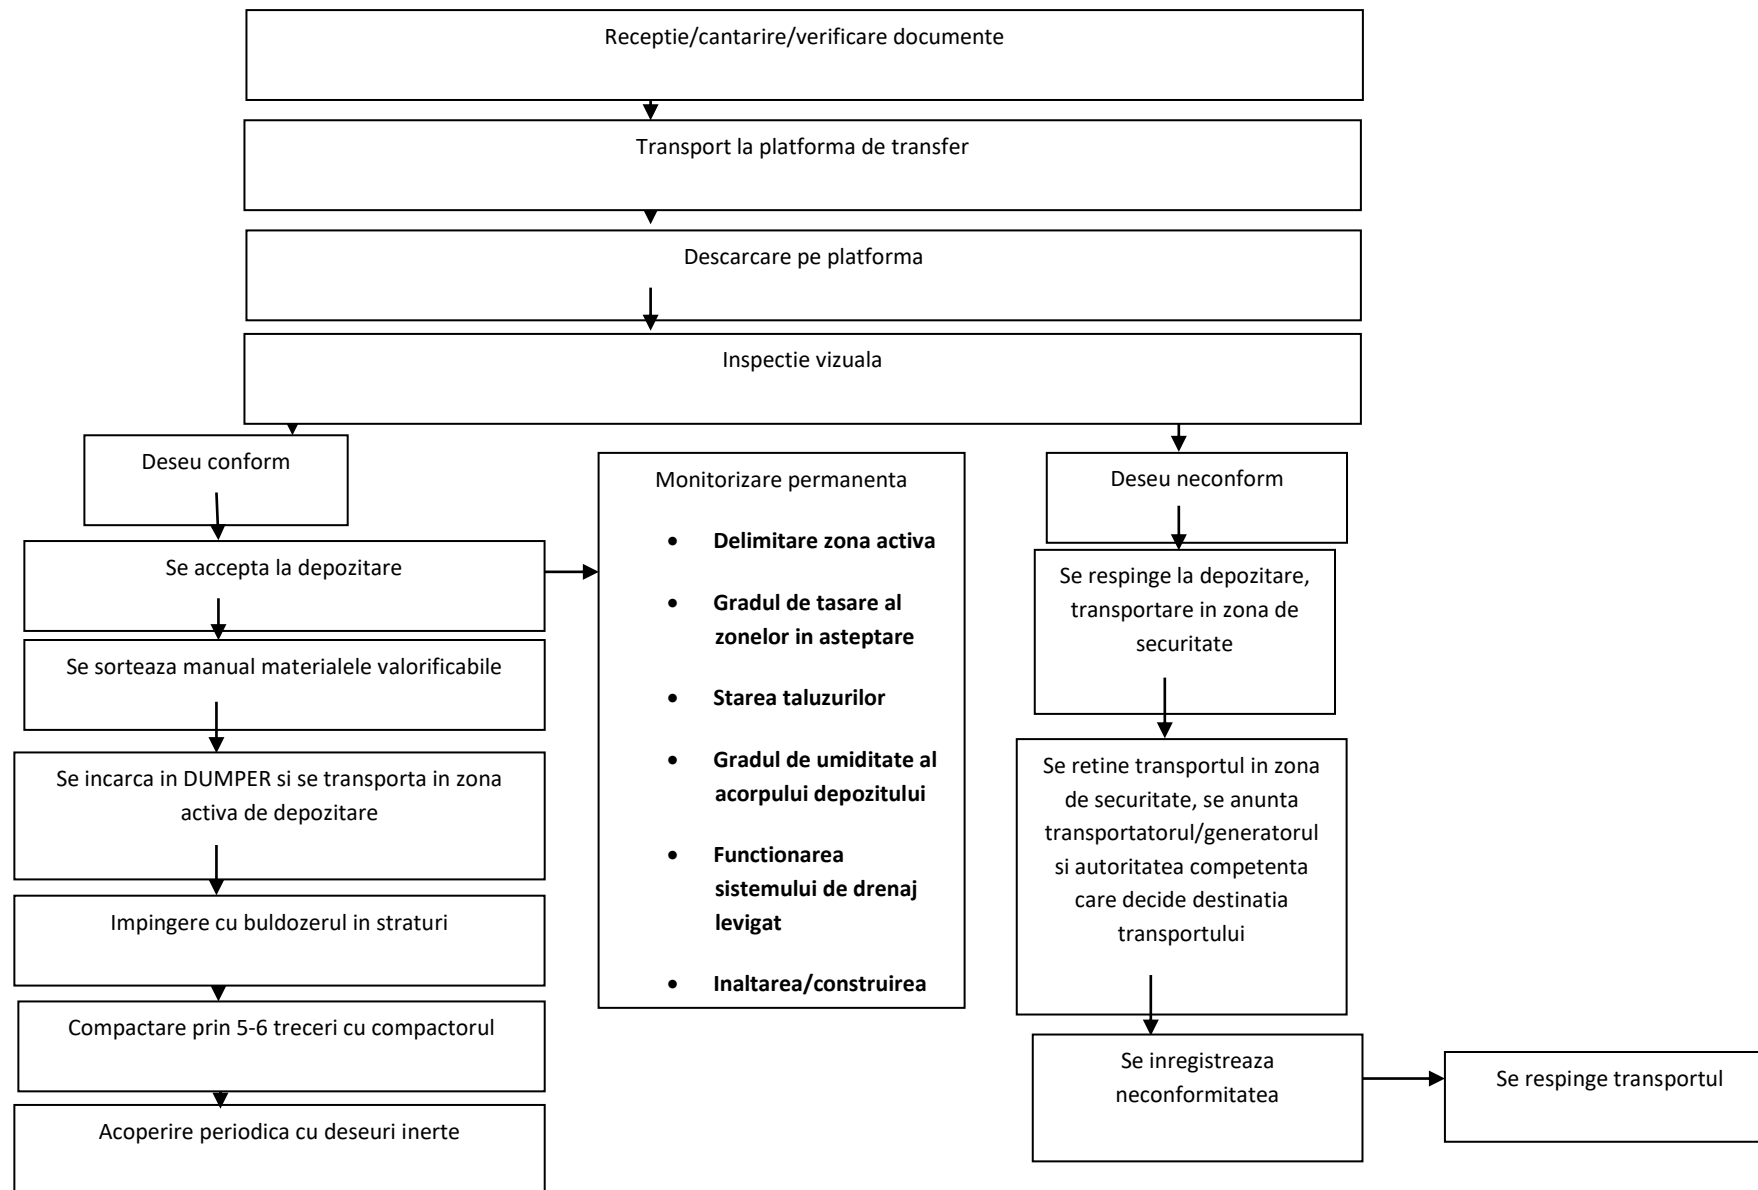 Receptie/cantarire/verificare documente
Transport la platforma de transfer
Descarcare pe platforma
Inspectie vizuala
Deseu conform
Se accepta la depozitare
Se sorteaza manual materialele valorificabile
Se incarca in DUMPER si se transporta in zona
activa de depozitare
Impingere cu buldozerul in straturi
Compactare prin 5-6 treceri cu compactorul
Acoperire periodica cu deseuri inerte
Monitorizare permanenta
• Delimitare zona activa
• Gradul de tasare al
zonelor in asteptare
• Starea taluzurilor
• Gradul de umiditate al
acorpului depozitului
• Functionarea
sistemului de drenaj
levigat
• Inaltarea/construirea
Deseu neconform
Se respinge la depozitare,
transportare in zona de
securitate
Se retine transportul in zona
de securitate, se anunta
transportatorul/generatorul
si autoritatea competenta
care decide destinatia
transportului
Se inregistreaza
neconformitatea
Se respinge transportul